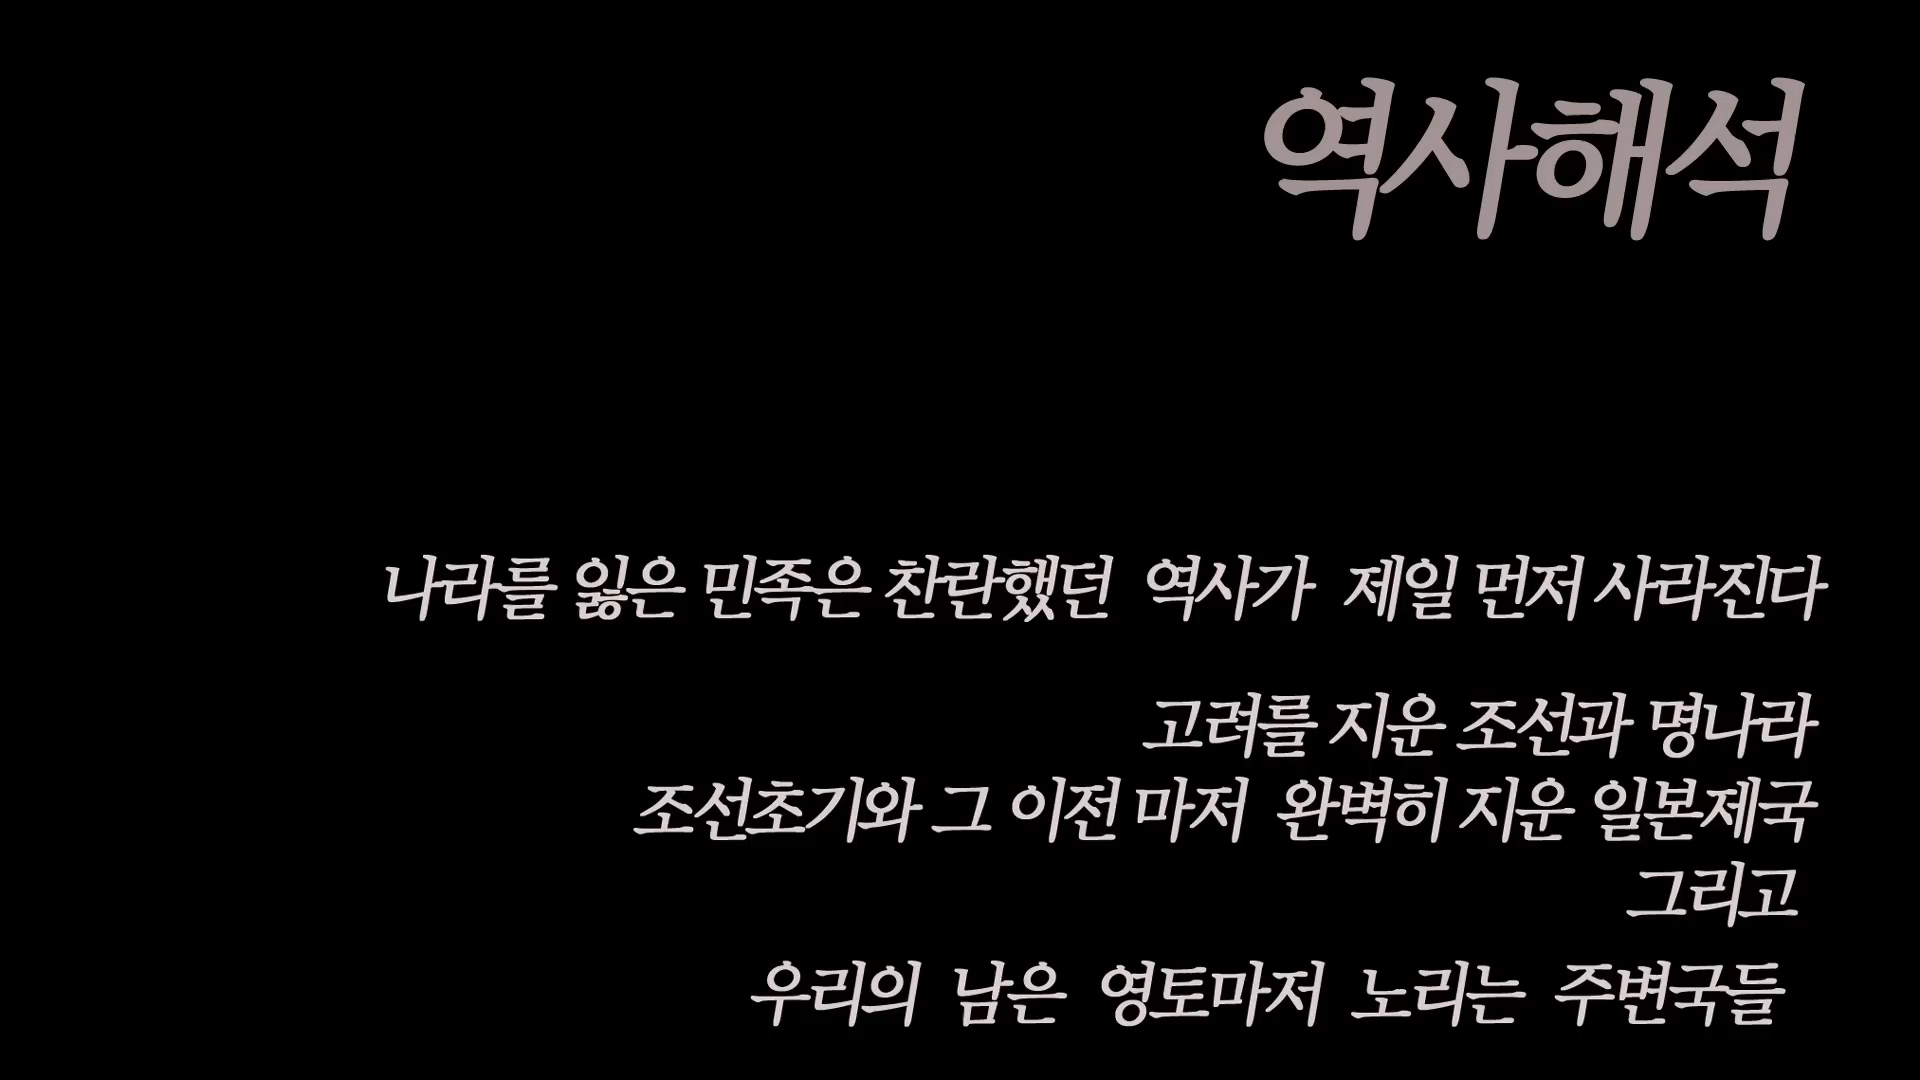 역사해석
나라를 잃은 민족은 찬란했던 역사가 제일 먼저 사라진다
고려를 지운 조선과 명나라
조선초기와 그 이전 마저 완벽히 지운 일본제국
그리고
우리의 남은 영토마저 노리는 주변국들